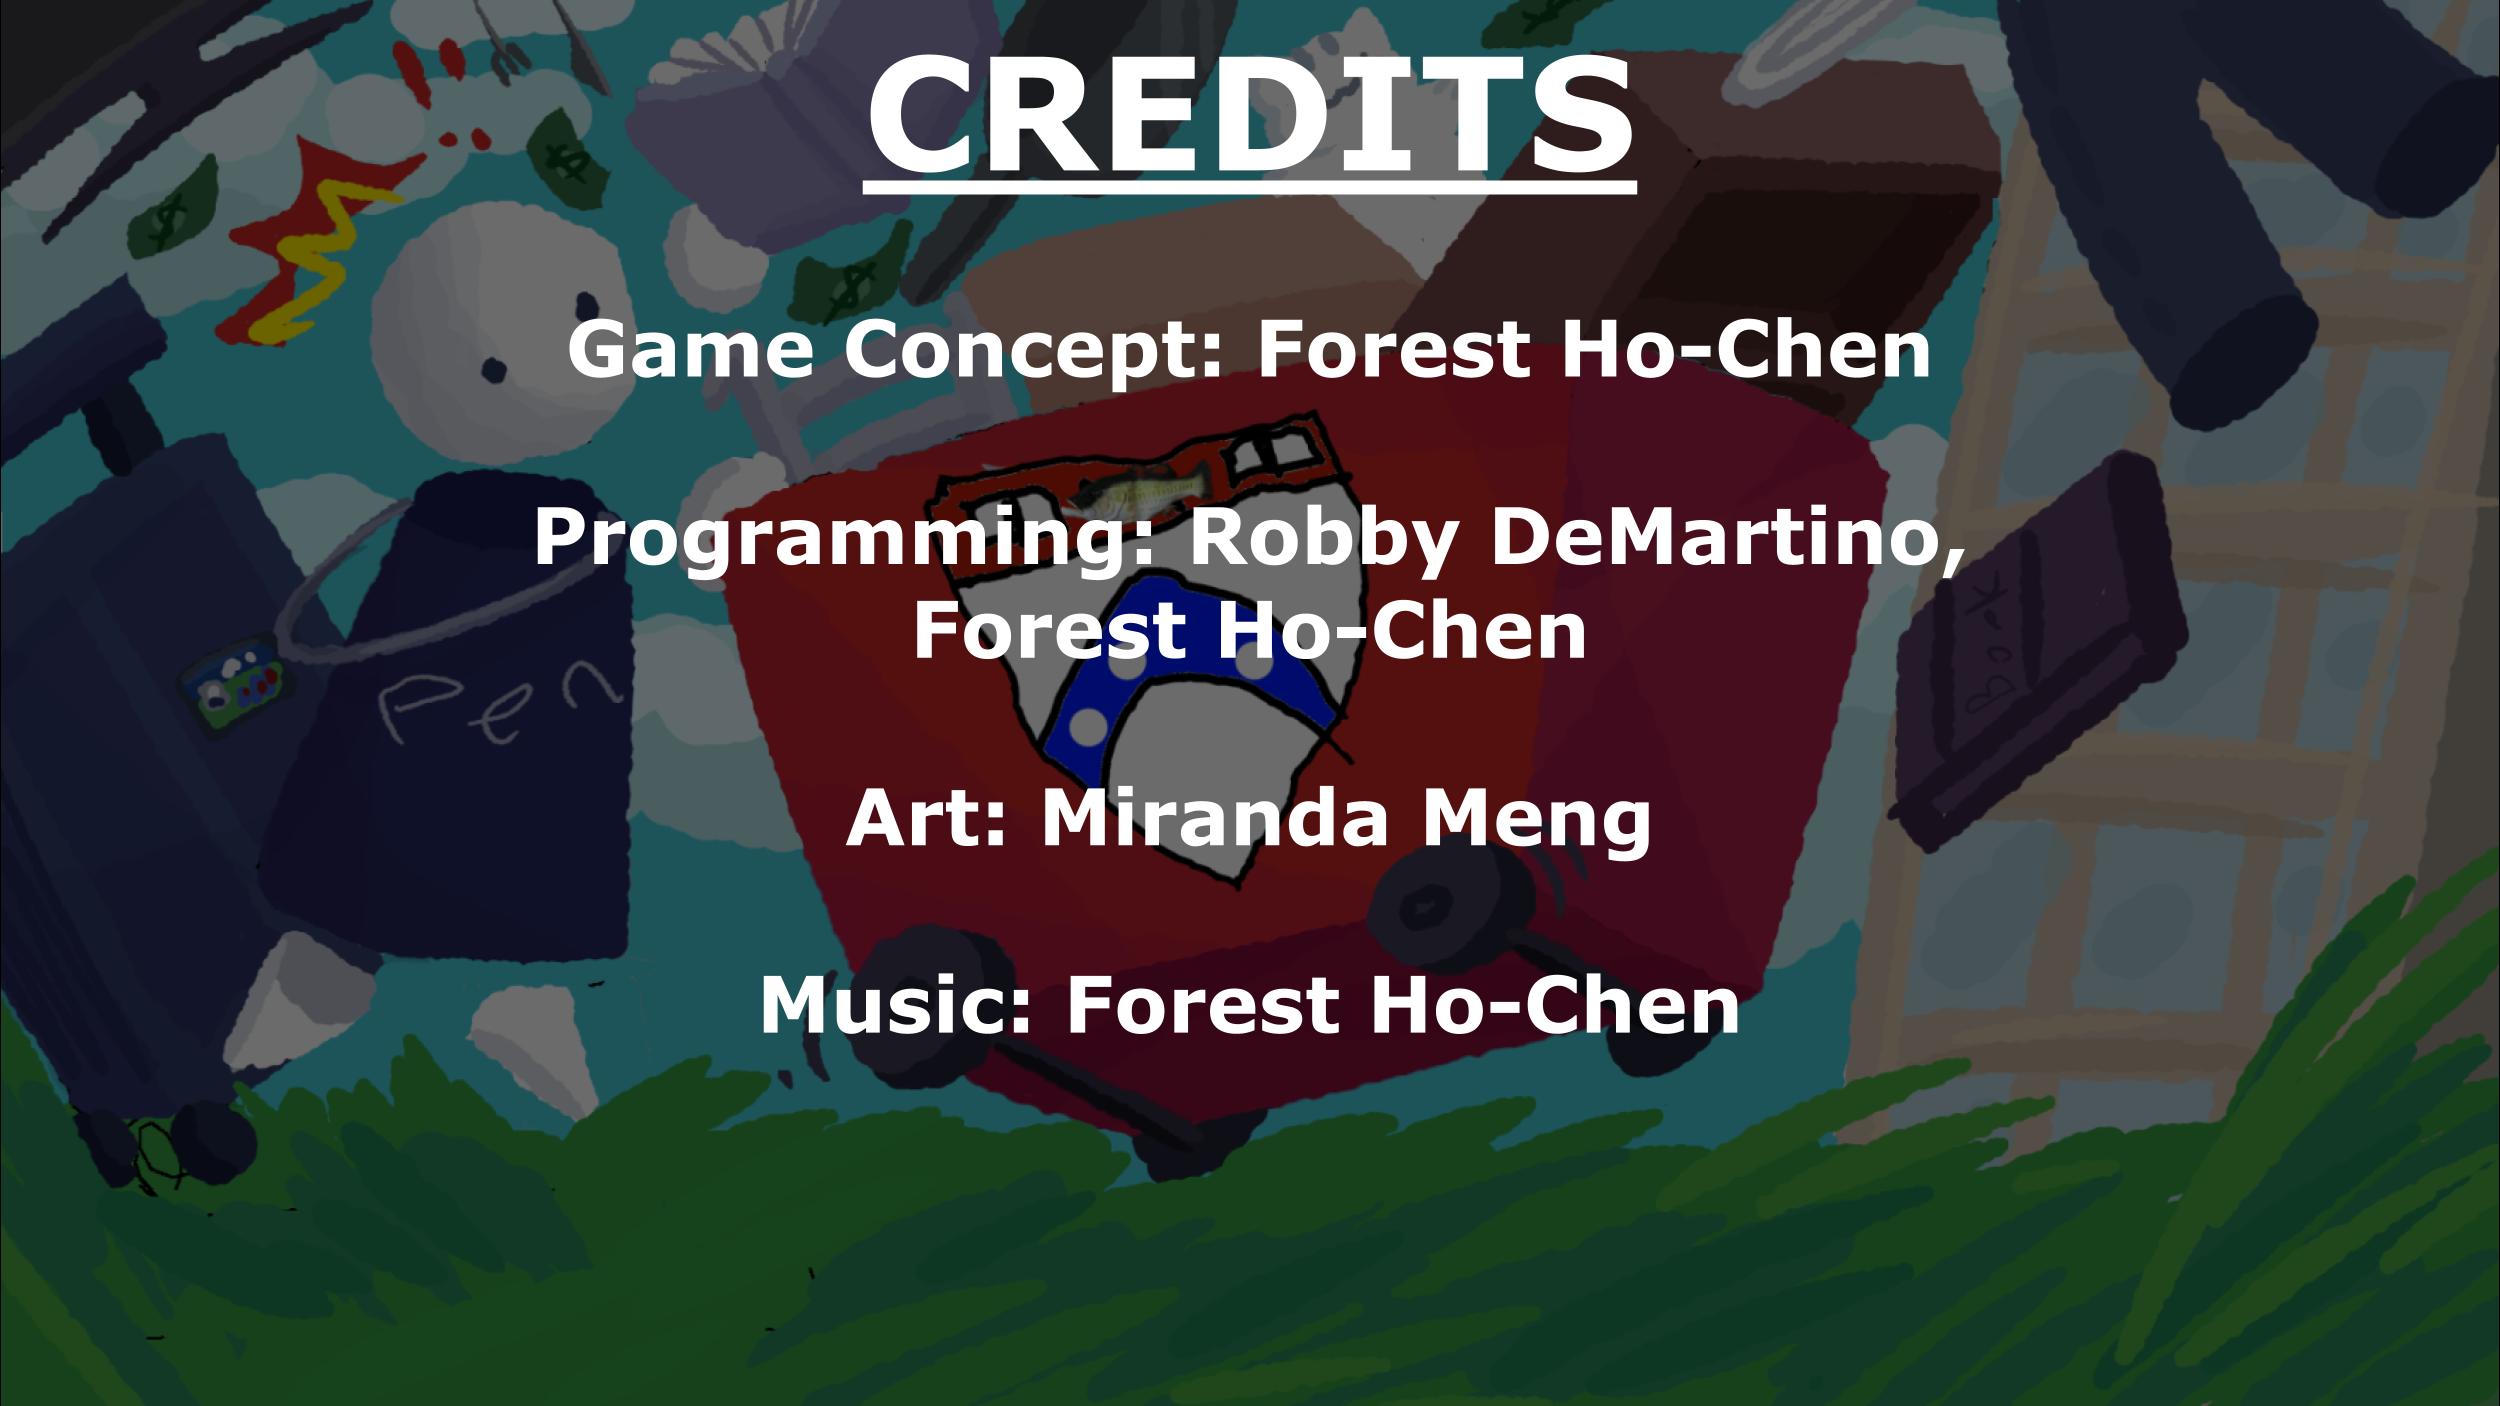 CREDITS
Game Concept: Forest Ho-Chen
Programming: Robby DeMartino,
Forest Ho-Chen
Pen
Book
Art: Miranda Meng
Music: Forest Ho-Chen